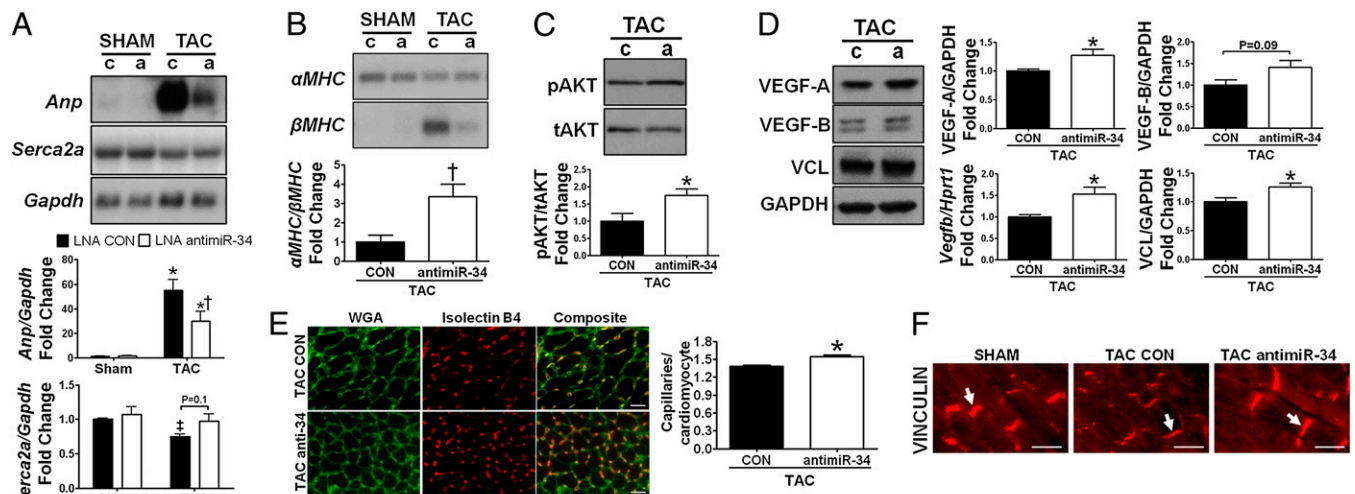 A
SHAM TAC
c a c a
Anp
Serca2a
Gapdh
LNA CON LNA antimiR-34
Anp/Gapdh
Fold Change
80
60
40
20
0
*
*†
Sham TAC
Serca2a/Gapdh
Fold Change
1.5
1.0
0.5
0.0
‡
P=0.1
B
SHAM TAC
c a c a
αMHC
βMHC
αMHC/βMHC
Fold Change
5
4
3
2
1
0
†
CON antimiR-34
TAC
C
TAC
c a
pAKT
tAKT
pAKT/tAKT
Fold Change
2.0
1.5
1.0
0.5
0.0
*
CON antimiR-34
TAC
D
TAC
c a
VEGF-A
VEGF-B
VCL
GAPDH
VEGF-A/GAPDH
Fold Change
1.5
1.0
0.5
0.0
*
CON antimiR-34
TAC
VEGF-B/GAPDH
Fold Change
2.0
1.5
1.0
0.5
0.0
P=0.09
CON antimiR-34
TAC
Vegfb/Hprt1
Fold Change
2.0
1.5
1.0
0.5
0.0
*
CON antimiR-34
TAC
VCL/GAPDH
Fold Change
1.5
1.0
0.5
0.0
*
CON antimiR-34
TAC
E
WGA Isolectin B4 Composite
TAC CON
TAC anti-34
Capillaries/
cardiomyocyte
1.8
1.5
1.2
0.9
0.6
0.3
0.0
*
CON antimiR-34
TAC
F
SHAM TAC CON TAC antimiR-34
VINCULIN